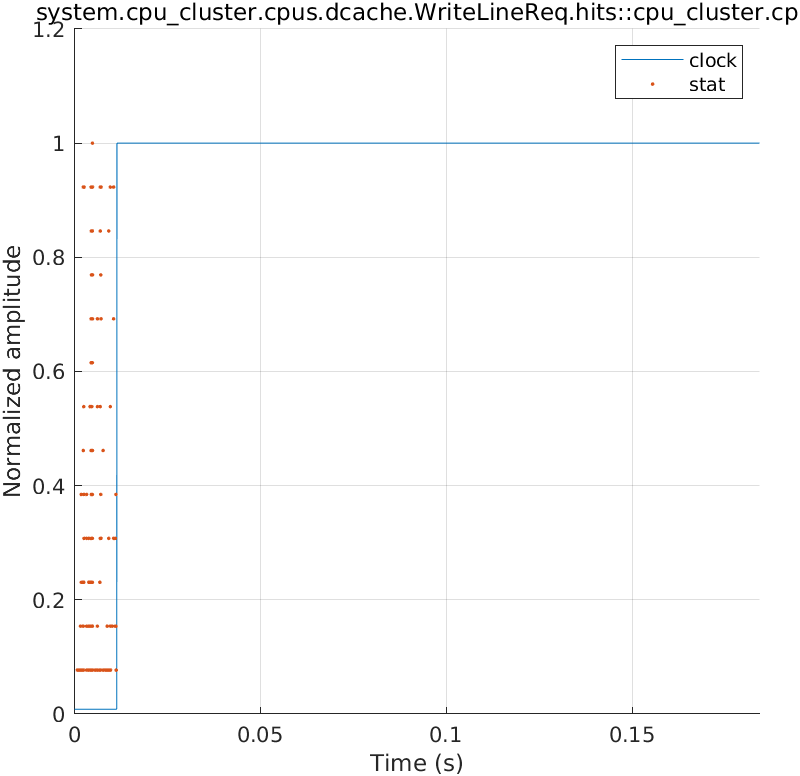 system.cpu_cluster.cpus.dcache.WriteLineReq.hits::cpu_cluster.cp
1.2
1
0.8
0.6
0.4
0.2
0
Normalized amplitude
clock
stat
0
0.05
0.1
0.15
Time (s)